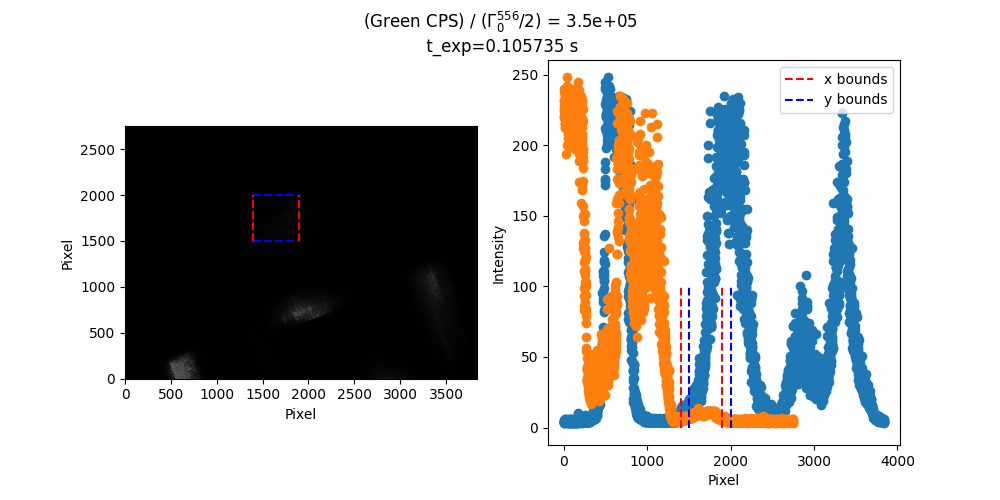 (Green CPS) / (Γ₀⁵⁵⁶/2) = 3.5e+05
t_exp=0.105735 s
2500
2000
1500
1000
500
0
Pixel
0 500 1000 1500 2000 2500 3000 3500
Pixel
250
200
150
100
50
0
Intensity
x bounds
y bounds
0 1000 2000 3000 4000
Pixel